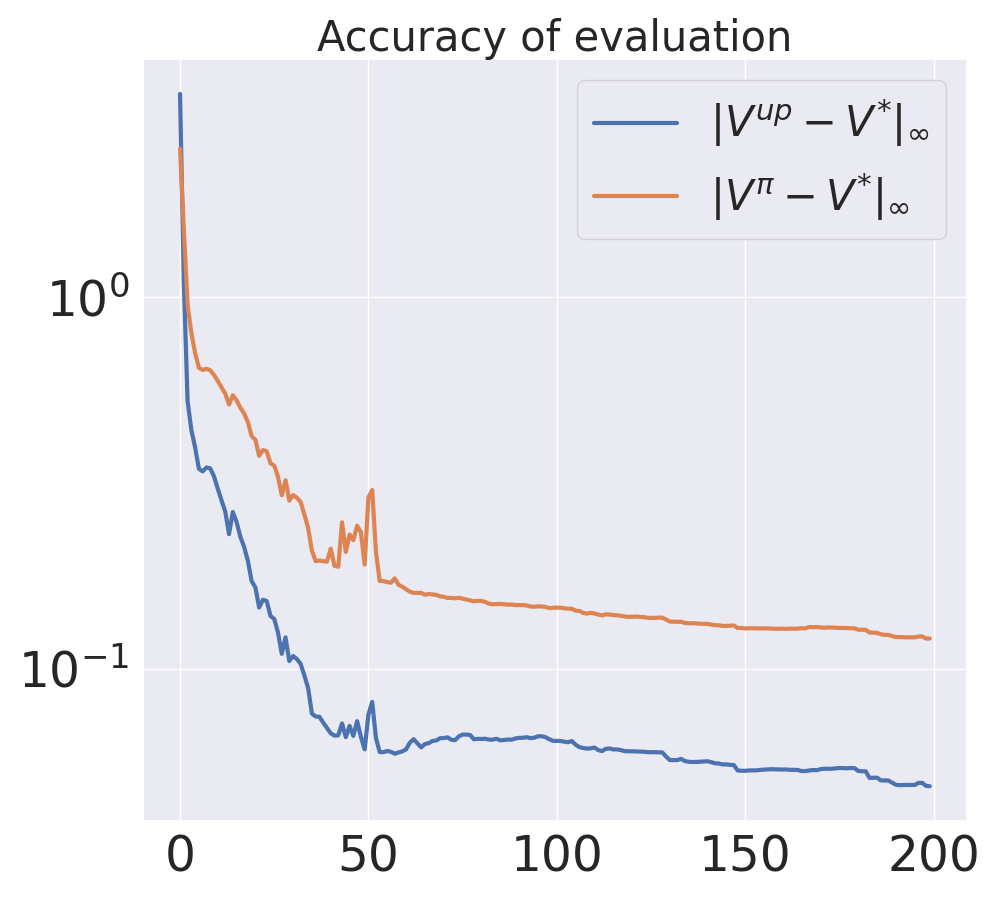 Accuracy of evaluation
|V^{up} − V^*|_∞
|V^π − V^*|_∞
10^0
10^{−1}
0 50 100 150 200